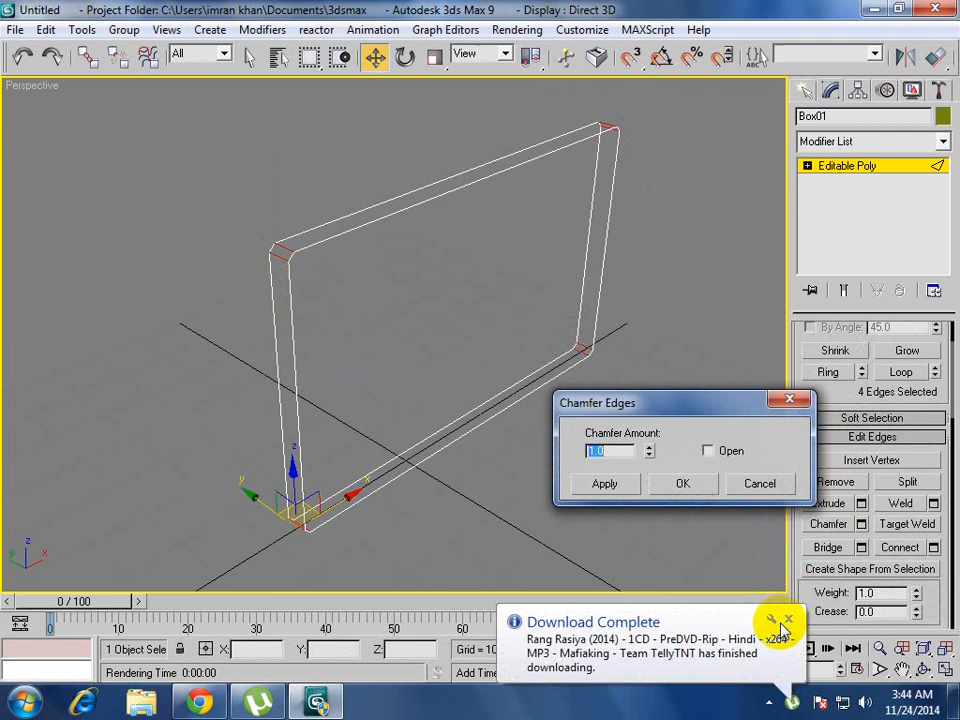 Untitled - Project Folder: C:\Users\imran khan\Documents\3dsmax - Autodesk 3ds Max 9 - Display : Direct 3D
File Edit Tools Group Views Create Modifiers reactor Animation Graph Editors Rendering Customize MAXScript Help
All
View
3
ABC
Perspective
Box01
Modifier List
Editable Poly
By Angle: 45.0
Shrink Grow
Ring Loop
4 Edges Selected
Soft Selection
Edit Edges
Insert Vertex
Remove Split
Extrude Weld
Chamfer Target Weld
Bridge Connect
Create Shape From Selection
Weight: 1.0
Crease: 0.0
Chamfer Edges
Chamfer Amount:
1.0
Open
Apply OK Cancel
z
y x
z
y x
0 / 100
0 10 20 30 40 50 60
1 Object Sele X: Y: Z: Grid = 10
Rendering Time 0:00:00 Add Time
Download Complete
Rang Rasiya (2014) - 1CD - PreDVD-Rip - Hindi - x264 -
MP3 - Mafiaking - Team TellyTNT has finished
downloading.
3:44 AM
11/24/2014